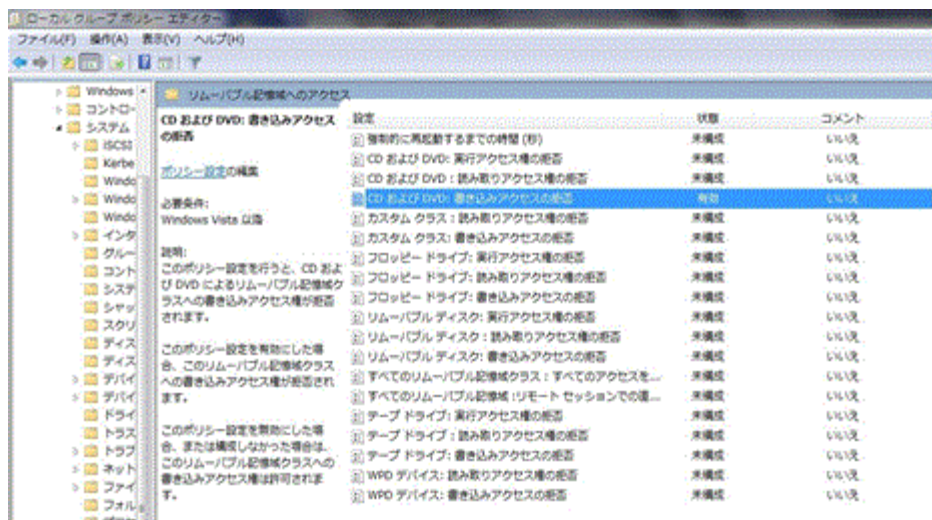 ローカル グループ ポリシー エディター
ファイル(F) 操作(A) 表示(V) ヘルプ(H)
Windows
コントロー
システム
iSCSI
Kerbe
Windo
Windo
Windo
インタ
グルー
コント
システ
シャッ
スクリ
ディス
ディス
デバイ
デバイ
ドライ
トラス
トラブ
ネット
ファイ
フォル
リムーバブル記憶域へのアクセス
CD および DVD: 書き込みアクセス
の拒否
ポリシー設定の編集
必要条件:
Windows Vista 以降
説明:
このポリシー設定を行うと、CD およ
び DVD によるリムーバブル記憶域ク
ラスへの書き込みアクセス権が拒否
されます。
このポリシー設定を有効にした場
合、このリムーバブル記憶域クラス
への書き込みアクセス権が拒否され
ます。
このポリシー設定を無効にした場
合、または構成しなかった場合は、
このリムーバブル記憶域クラスへの
書き込みアクセス権は許可されま
す。
設定 状態 コメント
強制的に再起動するまでの時間 (秒) 未構成 いいえ
CD および DVD: 実行アクセス権の拒否 未構成 いいえ
CD および DVD : 読み取りアクセス権の拒否 未構成 いいえ
CD および DVD: 書き込みアクセスの拒否 有効 いいえ
カスタム クラス : 読み取りアクセス権の拒否 未構成 いいえ
カスタム クラス: 書き込みアクセスの拒否 未構成 いいえ
フロッピー ドライブ: 実行アクセス権の拒否 未構成 いいえ
フロッピー ドライブ: 読み取りアクセス権の拒否 未構成 いいえ
フロッピー ドライブ: 書き込みアクセスの拒否 未構成 いいえ
リムーバブル ディスク: 実行アクセス権の拒否 未構成 いいえ
リムーバブル ディスク : 読み取りアクセス権の拒否 未構成 いいえ
リムーバブル ディスク: 書き込みアクセスの拒否 未構成 いいえ
すべてのリムーバブル記憶域クラス : すべてのアクセスを... 未構成 いいえ
すべてのリムーバブル記憶域 :リモート セッションでの直... 未構成 いいえ
テープ ドライブ: 実行アクセス権の拒否 未構成 いいえ
テープ ドライブ : 読み取りアクセス権の拒否 未構成 いいえ
テープ ドライブ: 書き込みアクセスの拒否 未構成 いいえ
WPD デバイス: 読み取りアクセス権の拒否 未構成 いいえ
WPD デバイス: 書き込みアクセスの拒否 未構成 いいえ